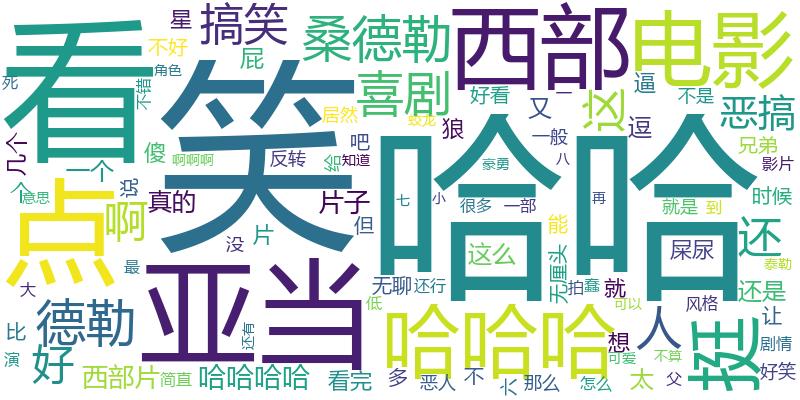 看
笑
哈哈
西部
电影
点
亚当
哈哈哈
桑德勒
喜剧
搞笑
德勒
挺
还
这
恶搞
啊
好
人
星
不好
屁
角色
死
不错
几个
一个
个
意思
傻
啊啊啊
说
真的
反转
居然
蛟龙
给
知道
吧
狼
好看
又
一
一般
八
逼
逗
不是
兄弟
影片
豪勇
七
小
很多
一部
再
就是
到
时候
屎尿
还是
泰勒
片子
但
能
没
片
这么
无厘头
拍
蠢
就
风格
让
大
最
无聊
还行
低
可以
比
演
还有
想
可爱
不算
剧情
西部片
简直
哈哈哈哈
看完
多
恶人
不
那么
怎么
太
父
好笑